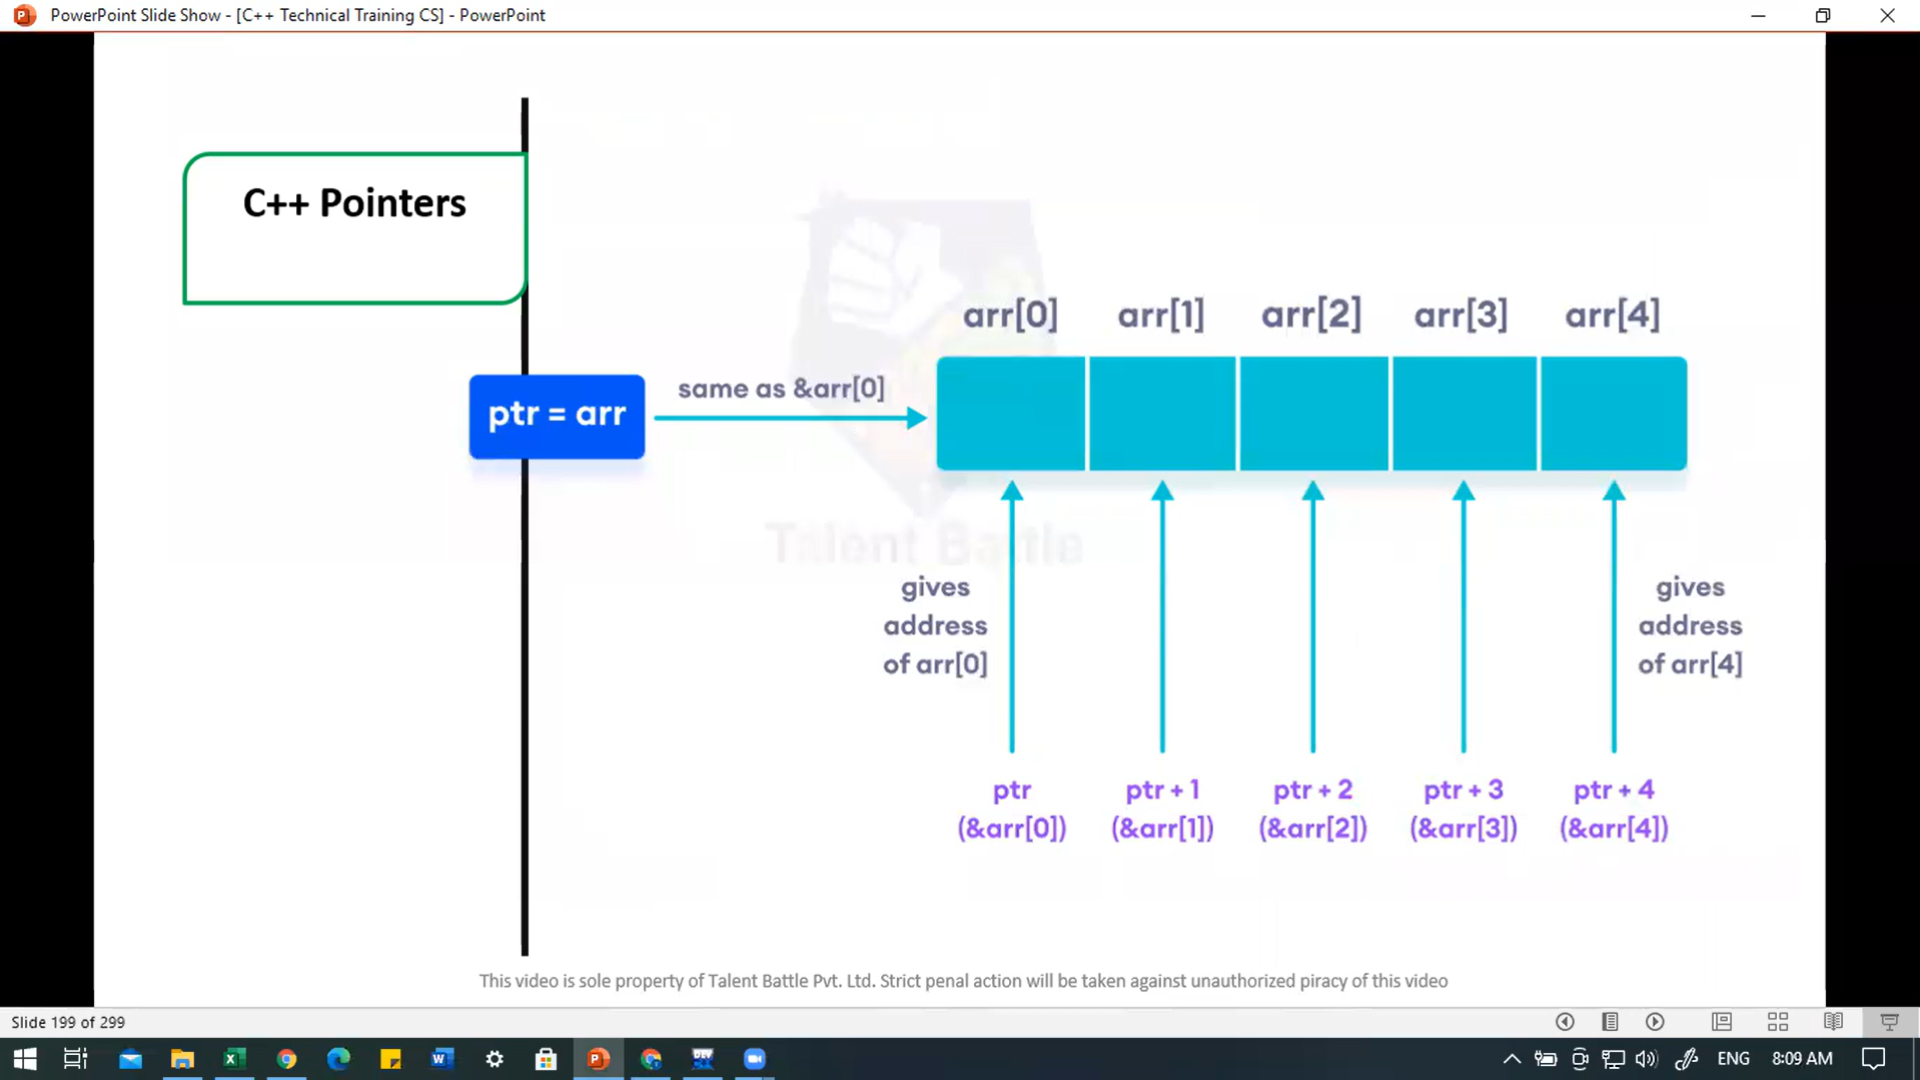 PowerPoint Slide Show - [C++ Technical Training CS] - PowerPoint
C++ Pointers
arr[0] arr[1] arr[2] arr[3] arr[4]
ptr = arr
same as &arr[0]
Talent Battle
gives
address
of arr[0]
gives
address
of arr[4]
ptr ptr + 1 ptr + 2 ptr + 3 ptr + 4
(&arr[0]) (&arr[1]) (&arr[2]) (&arr[3]) (&arr[4])
This video is sole property of Talent Battle Pvt. Ltd. Strict penal action will be taken against unauthorized piracy of this video
Slide 199 of 299
ENG 8:09 AM